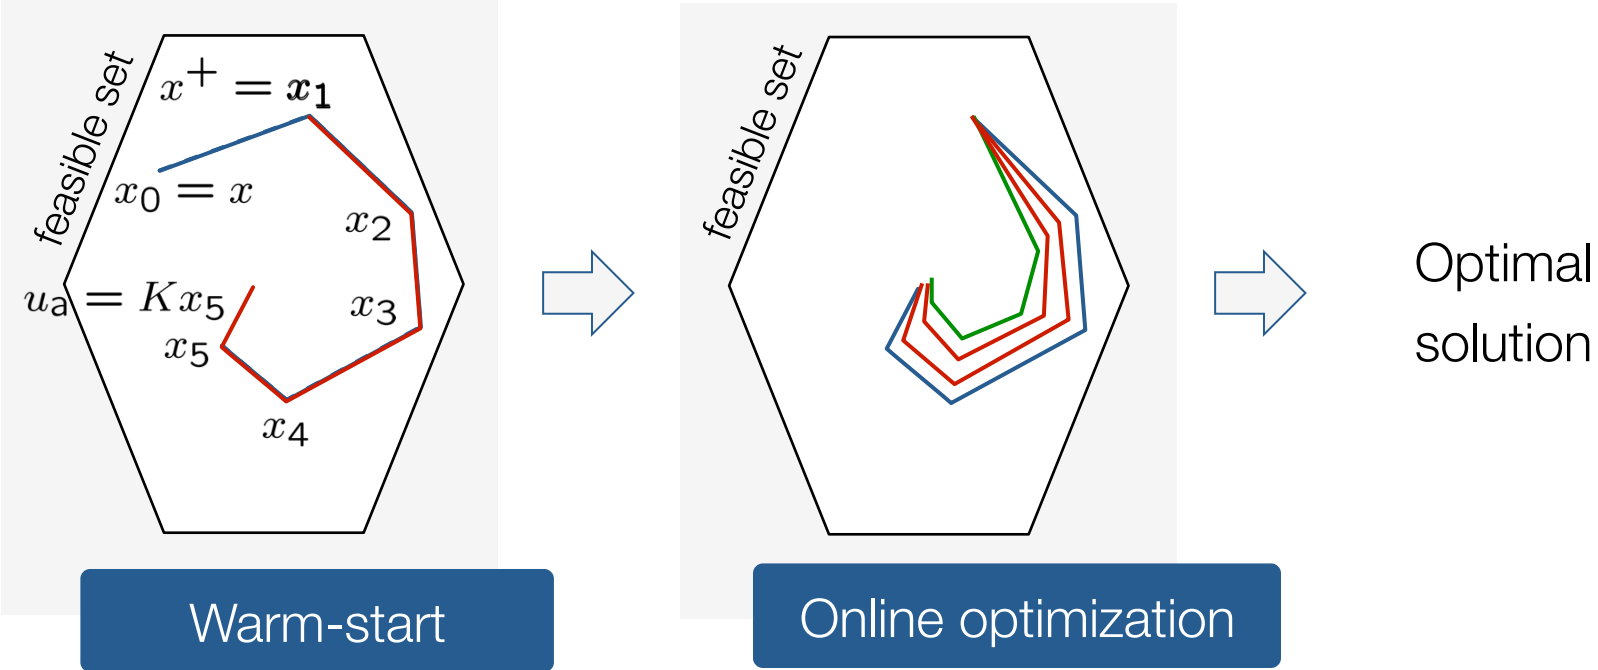 feasible set
x⁺ = x₁
x₀ = x
x₂
uₐ = Kx₅
x₃
x₅
x₄
Warm-start
feasible set
Online optimization
Optimal
solution